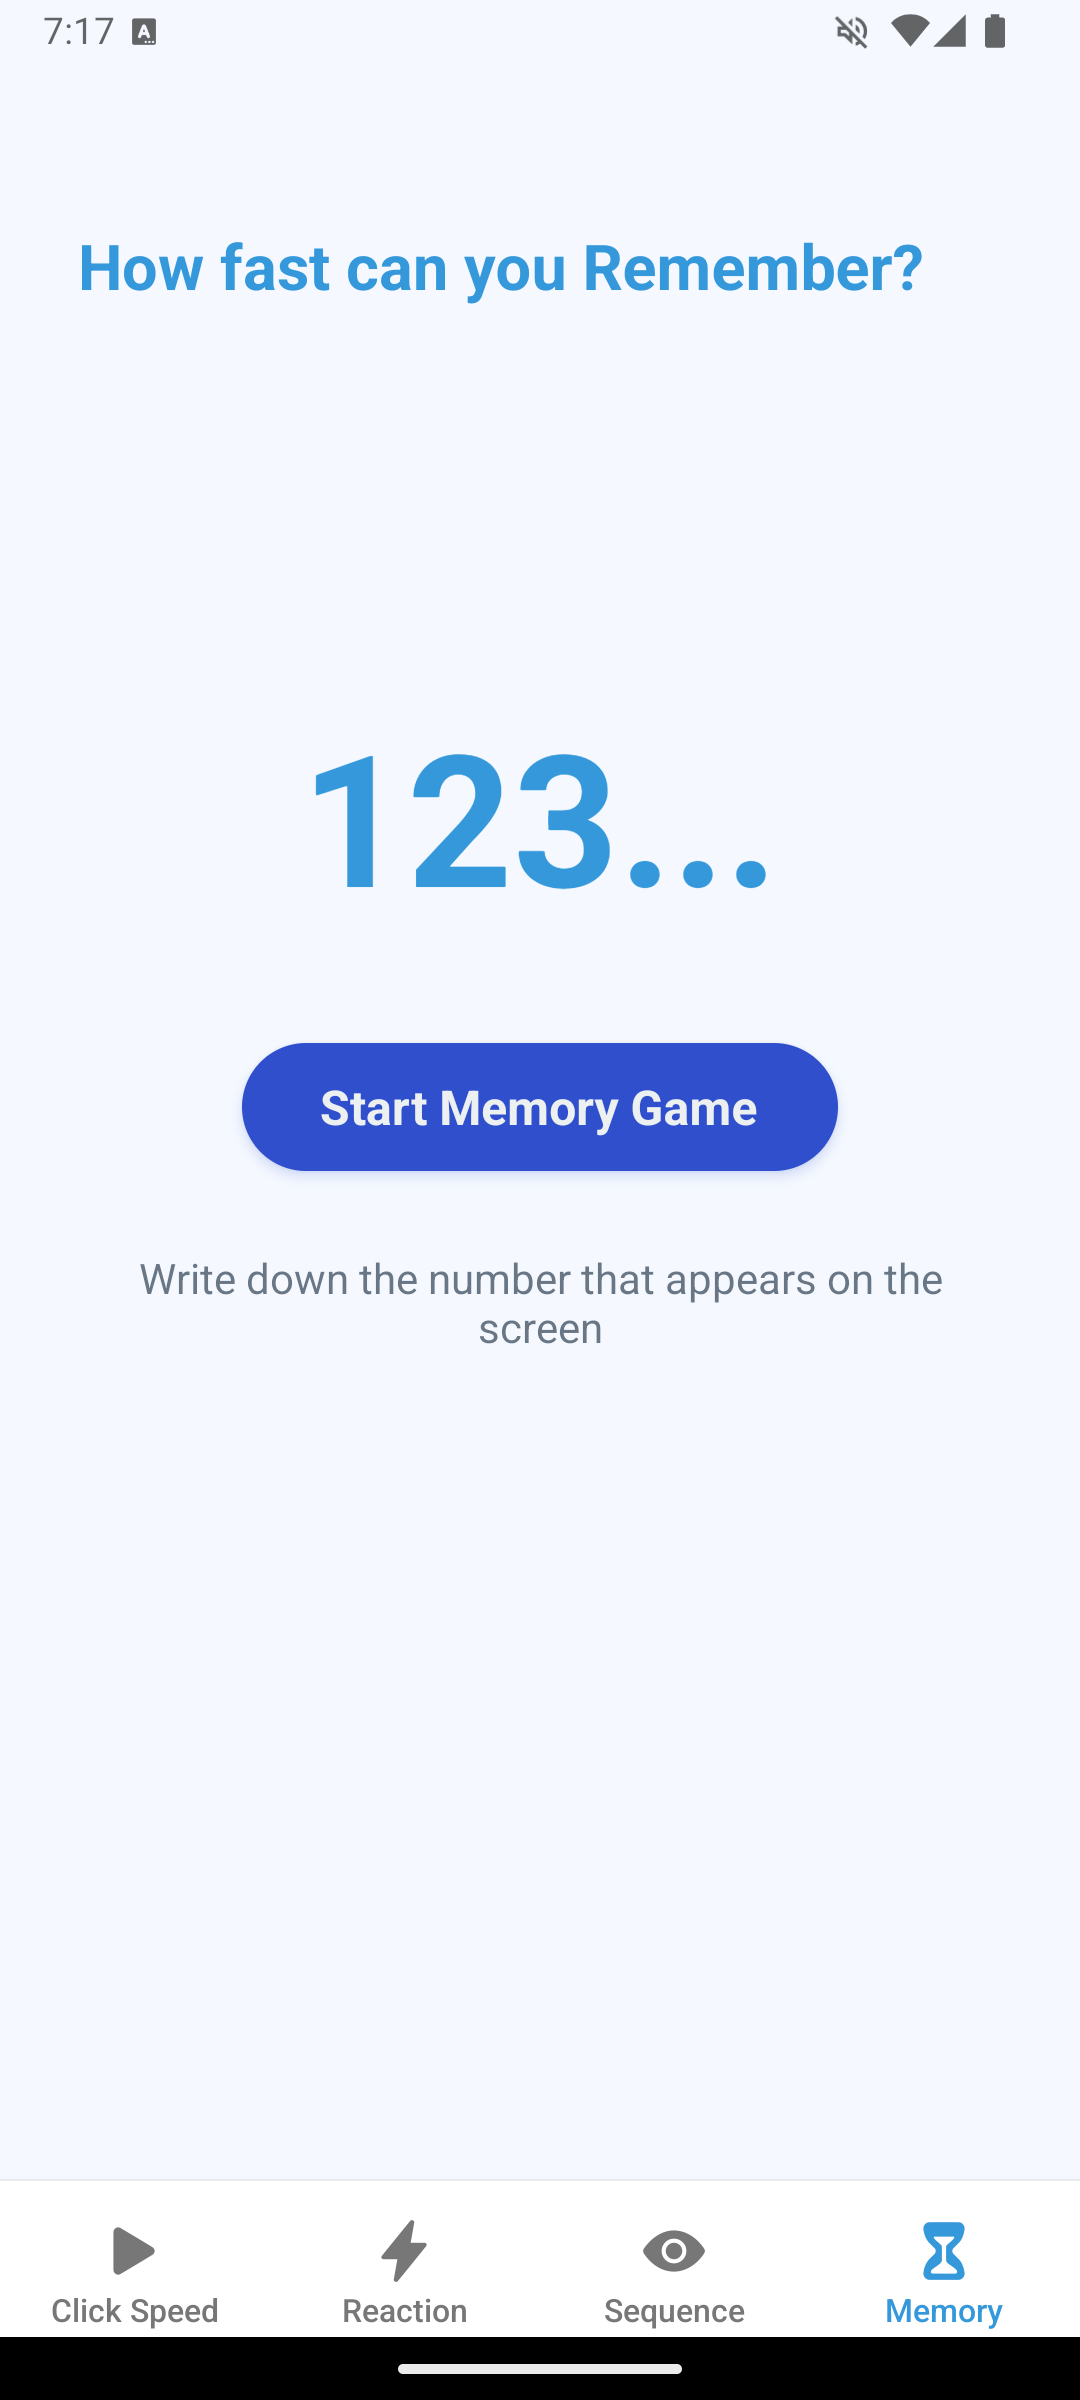 7:17
How fast can you Remember?
123...
Start Memory Game
Write down the number that appears on the
screen
Click Speed
Reaction
Sequence
Memory